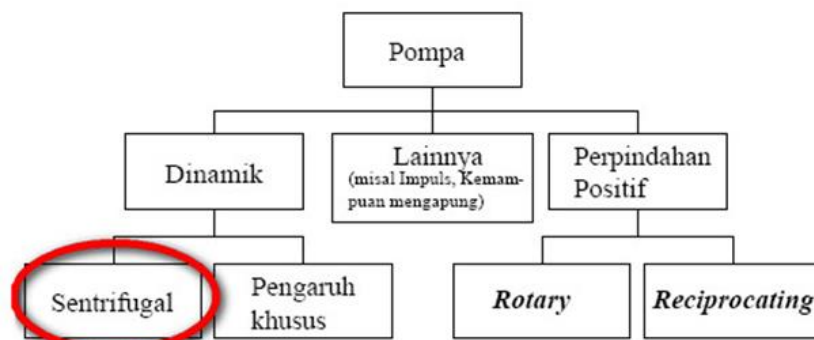 Pompa
Dinamik
Lainnya
(misal Impuls, Kemam-
puan mengapung)
Perpindahan
Positif
Sentrifugal
Pengaruh
khusus
Rotary
Reciprocating